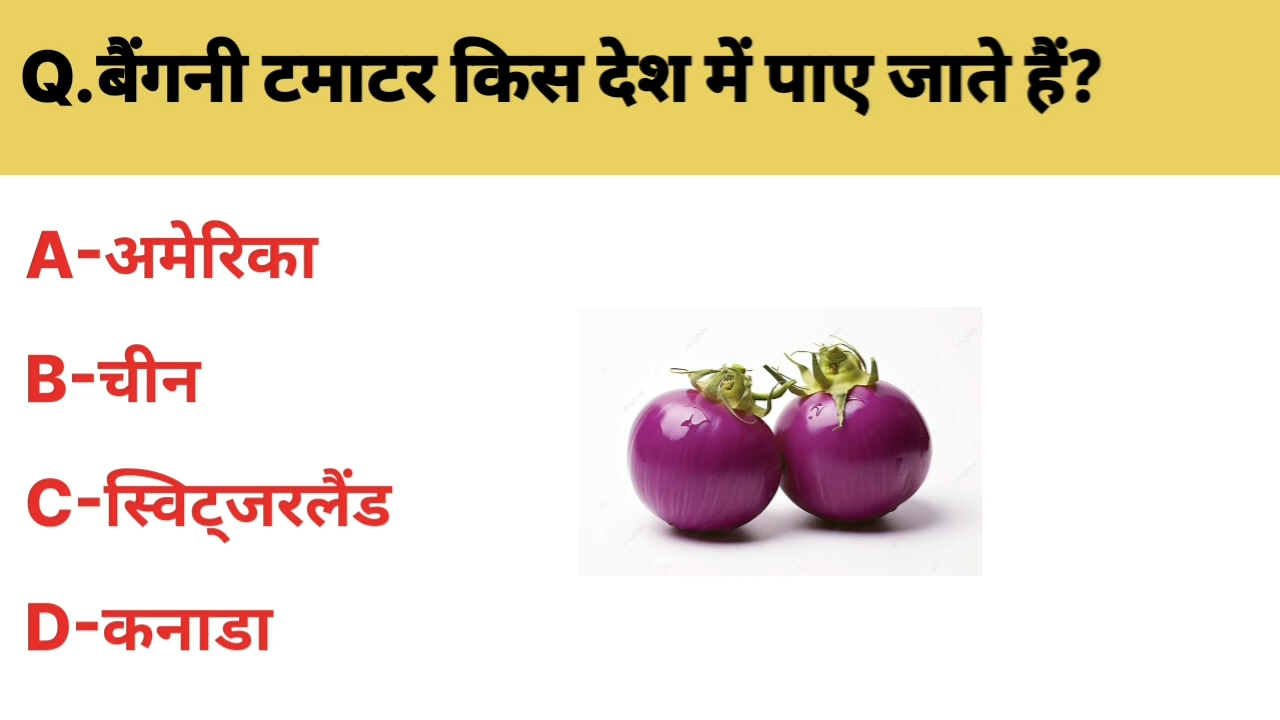 Q.बैंगनी टमाटर किस देश में पाए जाते हैं?
A-अमेरिका
B-चीन
C-स्विट्जरलैंड
D-कनाडा